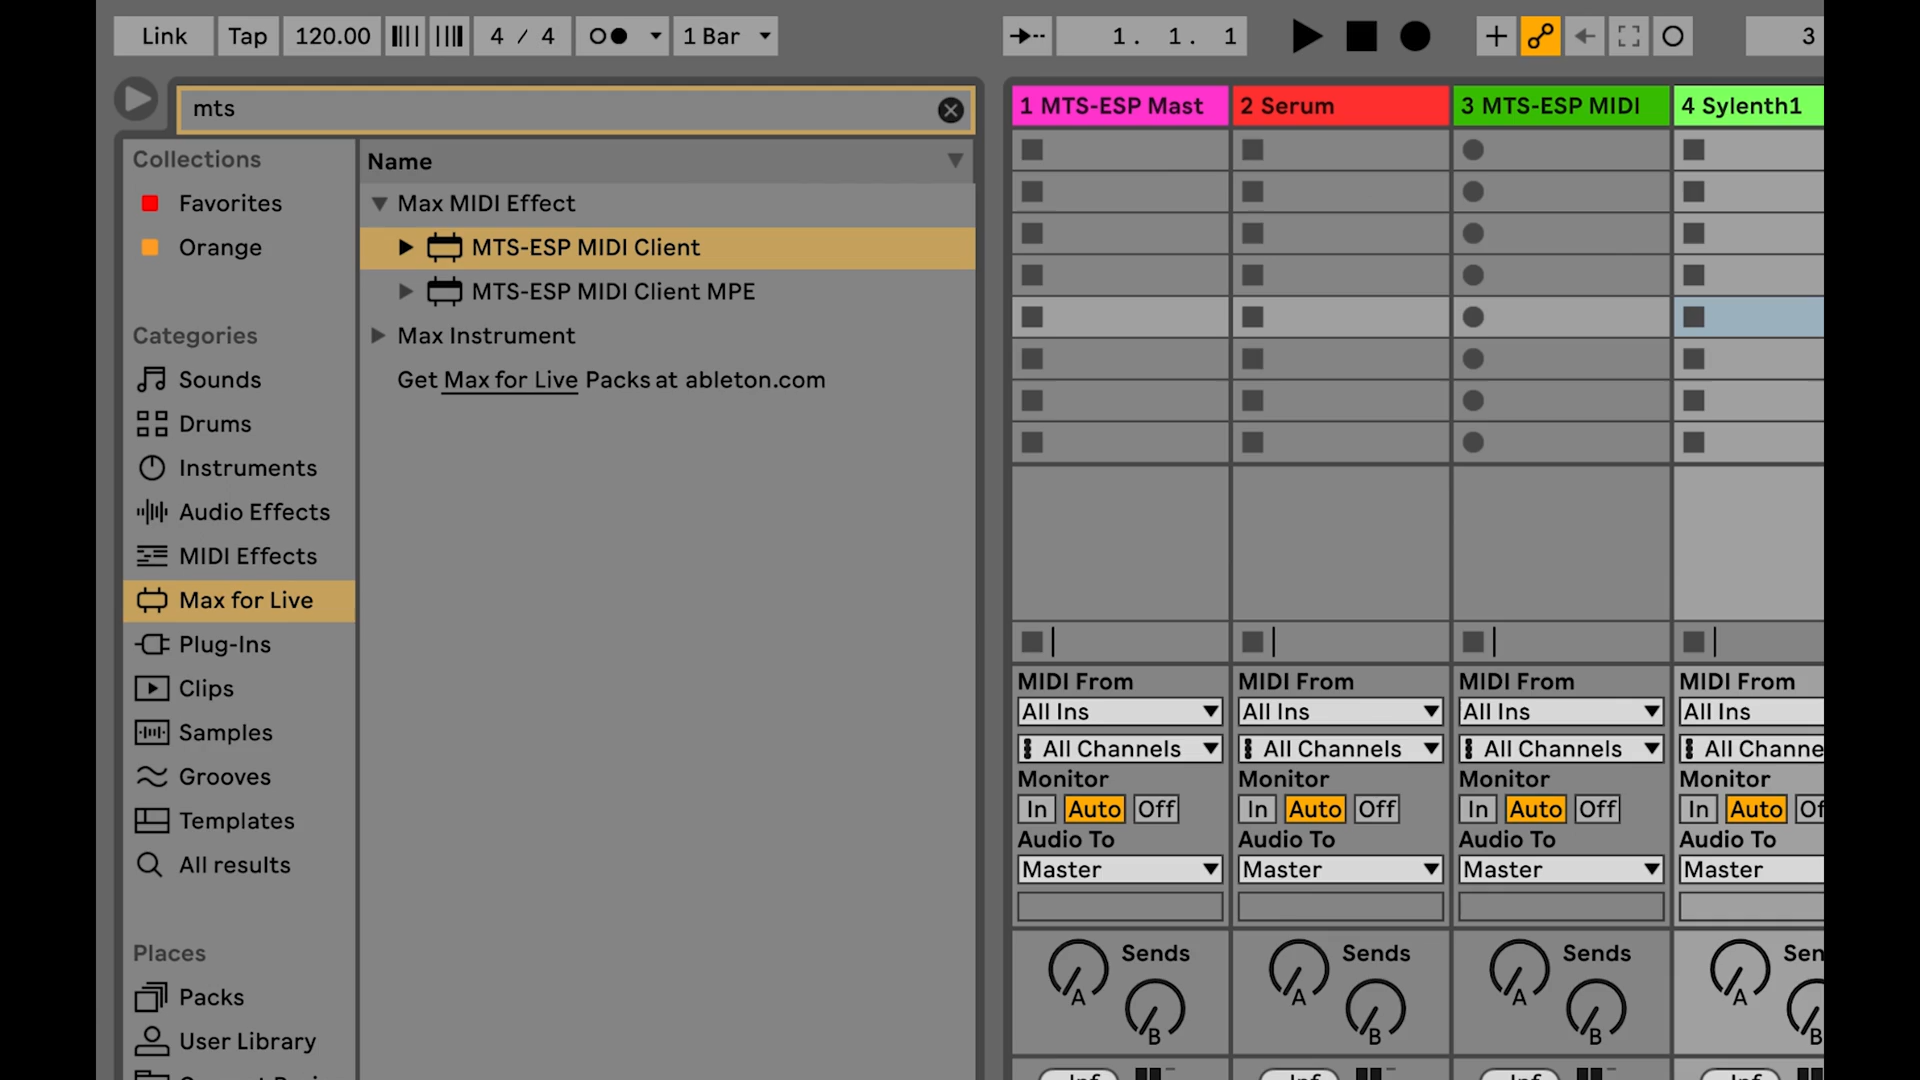 Link Tap 120.00 4 / 4 1 Bar 1. 1. 1 3
mts
1 MTS-ESP Mast 2 Serum 3 MTS-ESP MIDI 4 Sylenth1
Collections
Favorites
Orange
Categories
Sounds
Drums
Instruments
Audio Effects
MIDI Effects
Max for Live
Plug-Ins
Clips
Samples
Grooves
Templates
All results
Places
Packs
User Library
Name
Max MIDI Effect
MTS-ESP MIDI Client
MTS-ESP MIDI Client MPE
Max Instrument
Get Max for Live Packs at ableton.com
MIDI From MIDI From MIDI From MIDI From
All Ins All Ins All Ins All Ins
All Channels All Channels All Channels All Channe
Monitor Monitor Monitor Monitor
In Auto Off In Auto Off In Auto Off In Auto Of
Audio To Audio To Audio To Audio To
Master Master Master Master
Sends Sends Sends Sen
A A A A
B B B B